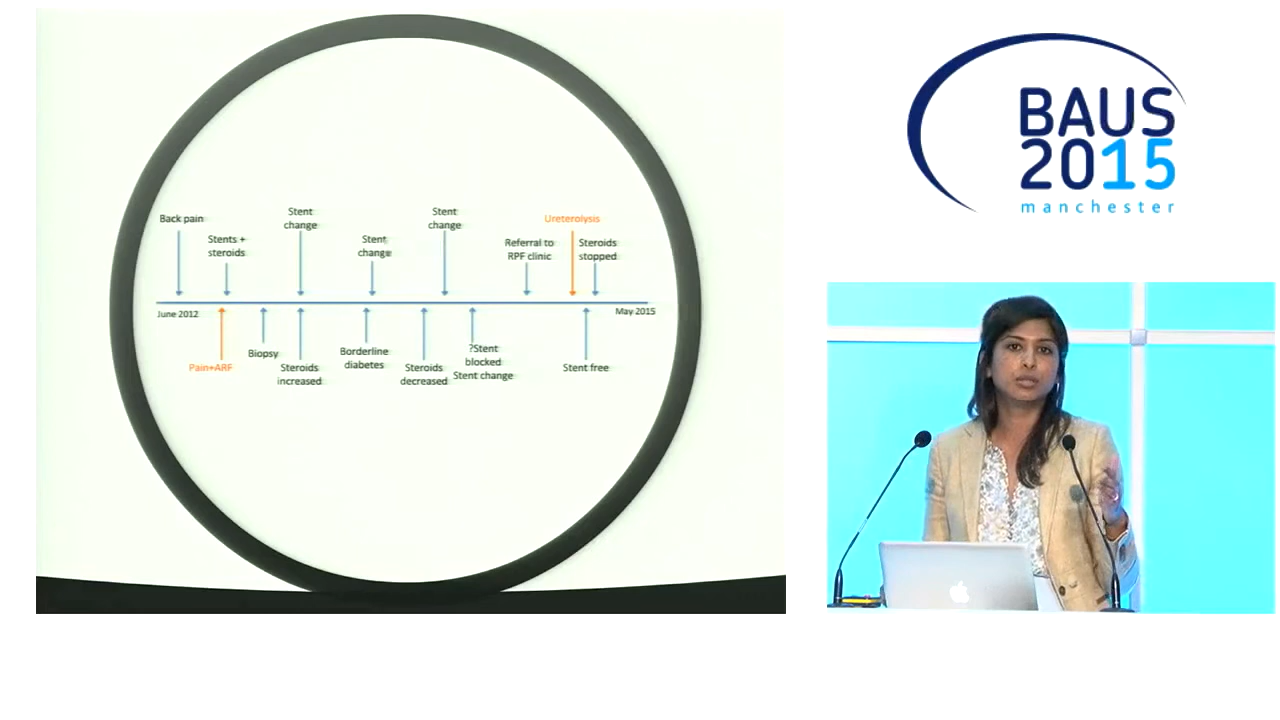 BAUS
2015
manchester
Back pain
Stents +
steroids
Stent
change
Stent
change
Stent
change
Referral to
RPF clinic
Ureterolysis
Steroids
stopped
June 2012
May 2015
Pain+ARF
Biopsy
Steroids
increased
Borderline
diabetes
Steroids
decreased
?Stent
blocked
Stent change
Stent free